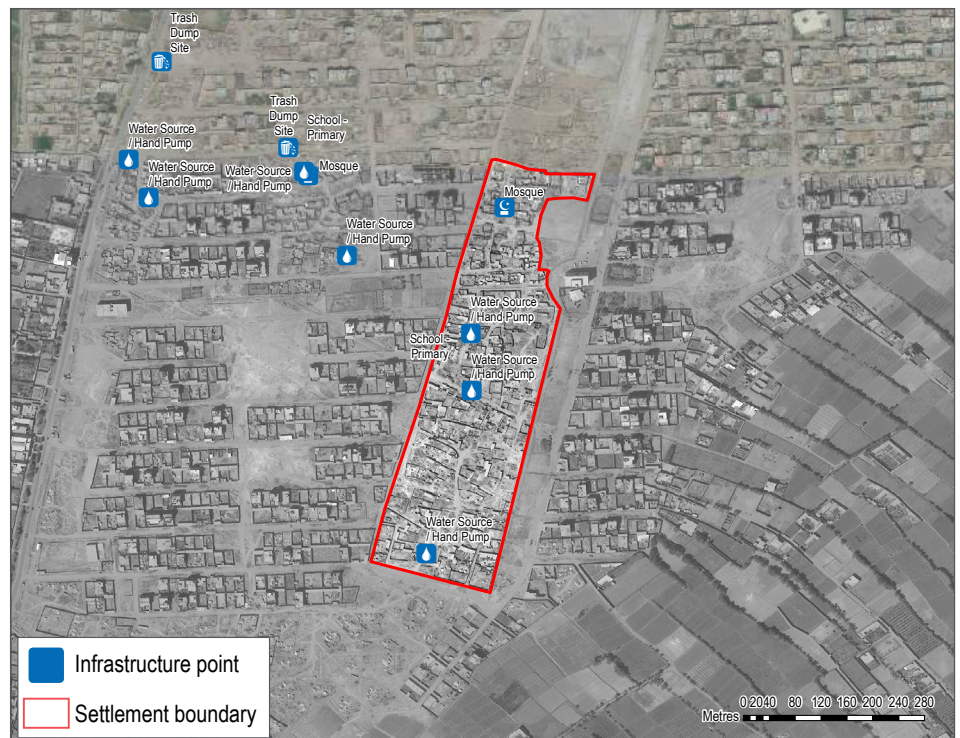 Trash
Dump
Site
Trash
Dump
Site
School -
Primary
Water Source
/ Hand Pump
Water Source
/ Hand Pump
Water Source
/ Hand Pump
Mosque
Mosque
Water Source
/ Hand Pump
Water Source
/ Hand Pump
School -
Primary
Water Source
/ Hand Pump
Water Source
/ Hand Pump
Infrastructure point
Settlement boundary
Metres
0 20 40 80 120 160 200 240 280